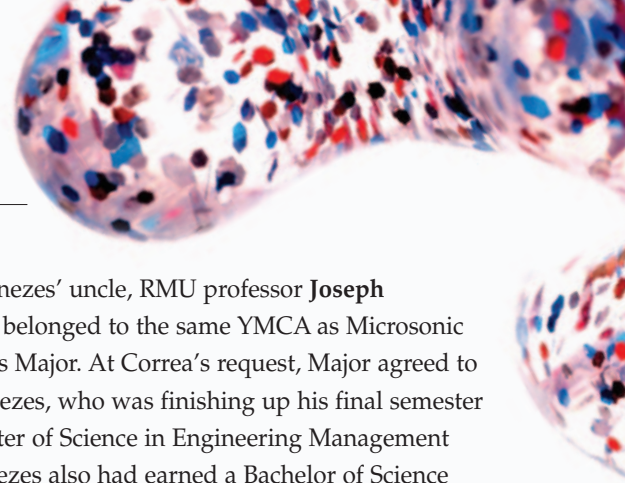 nezes’ uncle, RMU professor Joseph
belonged to the same YMCA as Microsonic
s Major. At Correa’s request, Major agreed to
ezes, who was finishing up his final semester
ter of Science in Engineering Management
ezes also had earned a Bachelor of Science